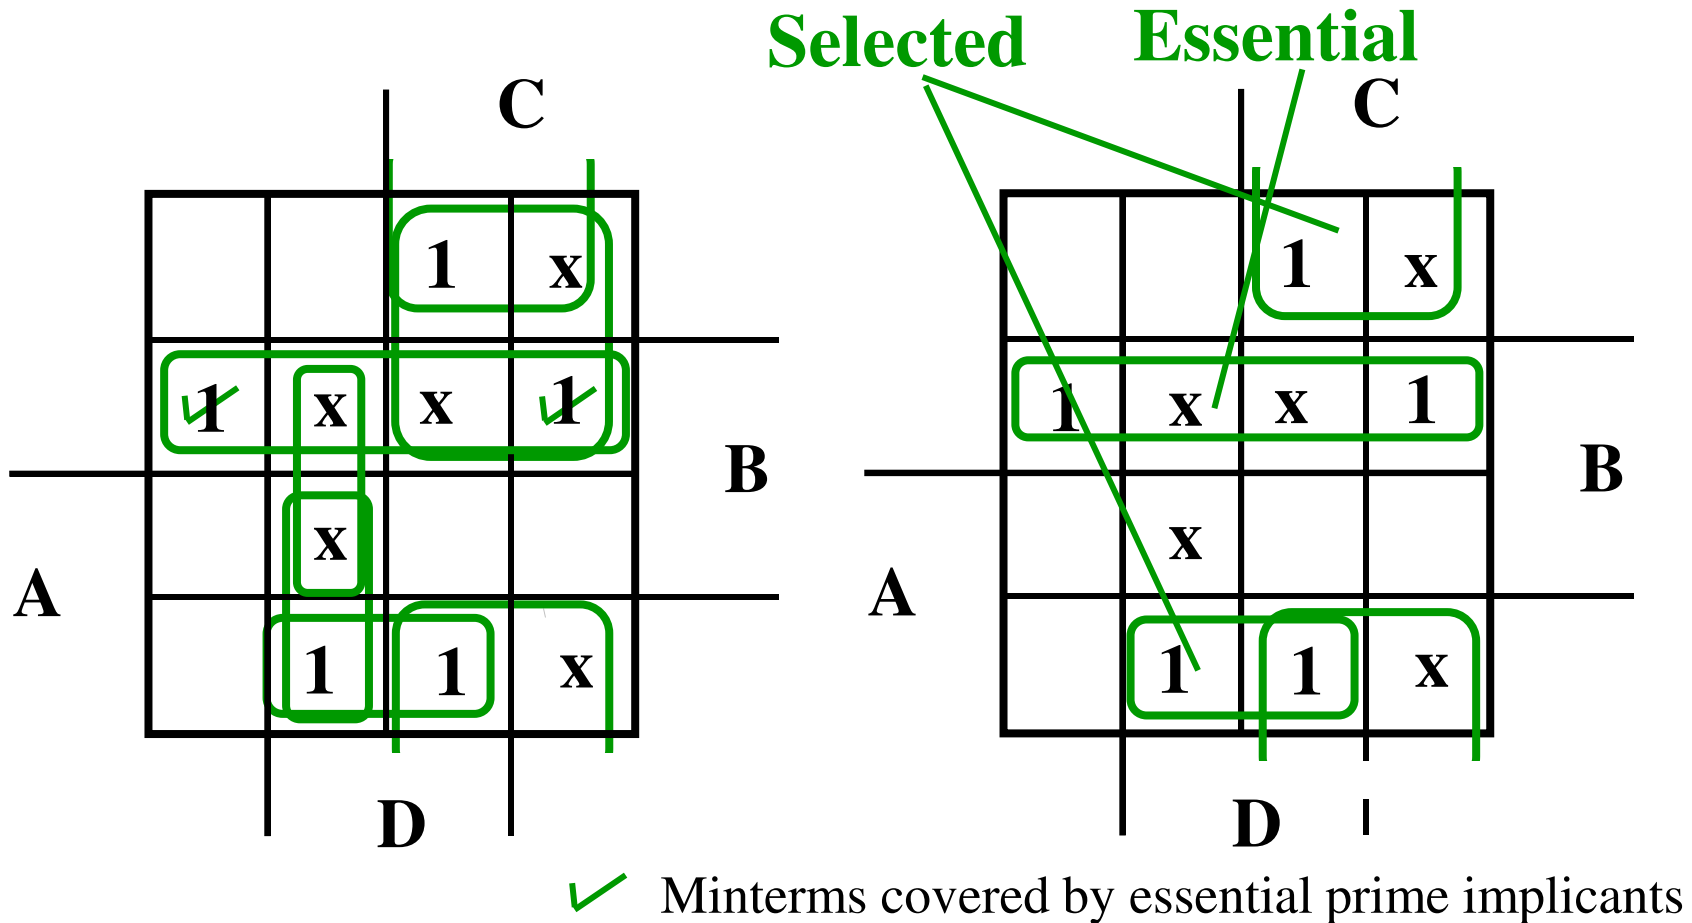 Selected Essential
C C
1 x 1 x
1 x x 1 1 x x 1
B B
x x
A A
1 1 x 1 1 x
D D
Minterms covered by essential prime implicants